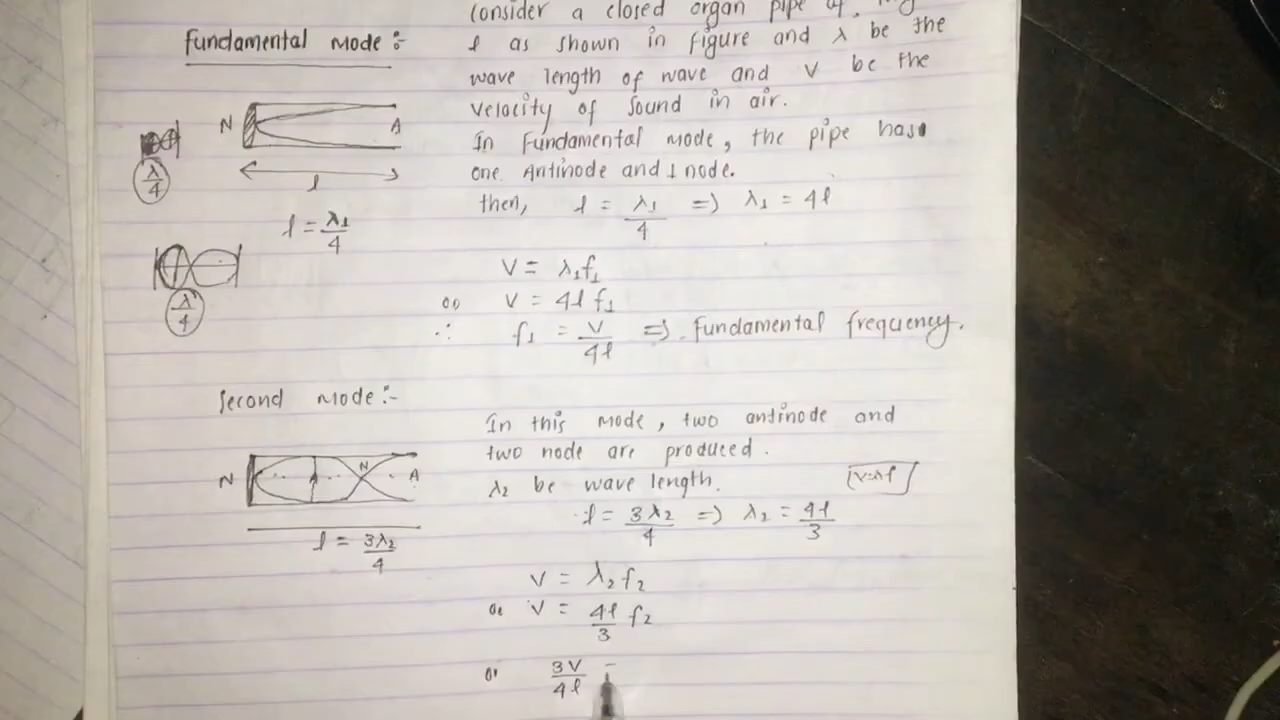 consider a closed organ pipe of
Fundamental Mode :-
l as shown in figure and λ be the
wave length of wave and V be the
velocity of sound in air.
N A
In Fundamental mode, the pipe has
one Antinode and 1 node.
λ/4
l
then, l = λ1/4 => λ1 = 4l
l = λ1/4
V = λ1f1
or V = 4l f1
λ/4
∴ f1 = V/4l => Fundamental frequency.
Second Mode :-
In this mode, two antinode and
two node are produced.
N N A
λ2 be wave length.
V=λf
l = 3λ2/4 => λ2 = 4l/3
l = 3λ2/4
V = λ2 f2
or V = 4l/3 f2
or 3V/4l =